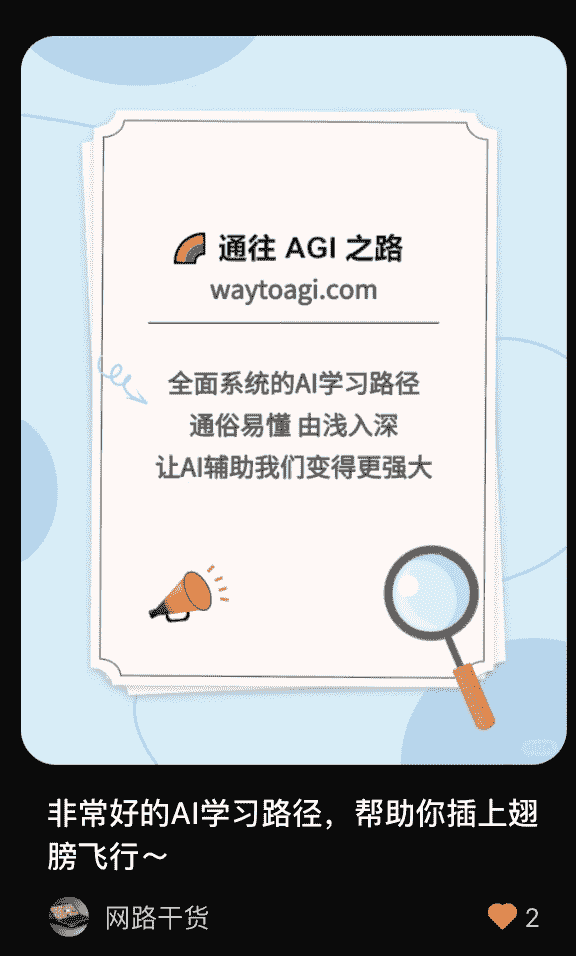 通往 AGI 之路
waytoagi.com
全面系统的AI学习路径
通俗易懂 由浅入深
让AI辅助我们变得更强大
非常好的AI学习路径，帮助你插上翅
膀飞行～
网路干货
2